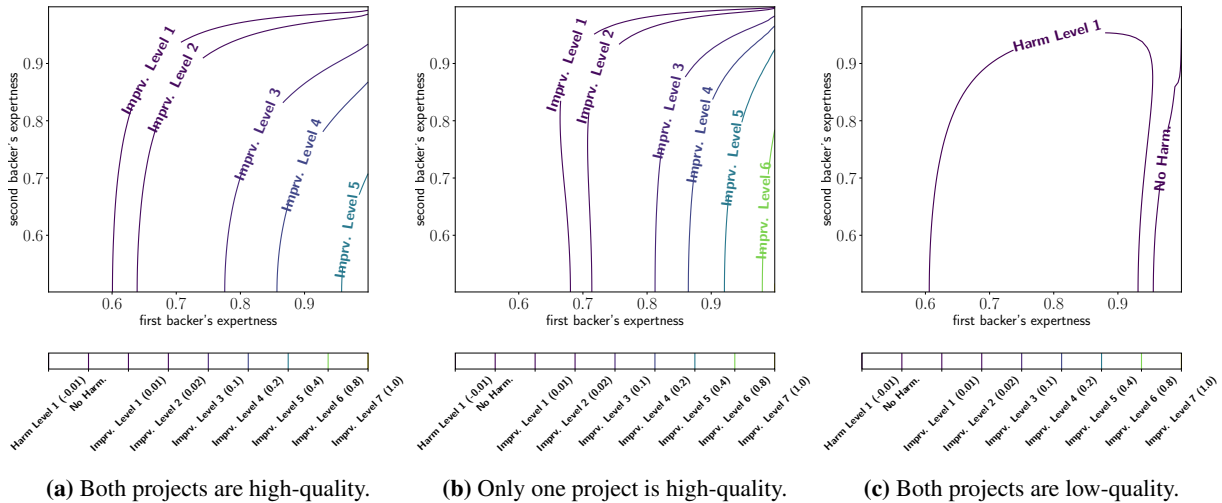 0.9
0.8
0.7
0.6
second backer's expertness
Imprv. Level 1
Imprv. Level 2
Imprv. Level 3
Imprv. Level 4
Imprv. Level 5
0.6 0.7 0.8 0.9
first backer's expertness
Harm Level 1 (-0.01)
No Harm.
Imprv. Level 1 (0.01)
Imprv. Level 2 (0.02)
Imprv. Level 3 (0.1)
Imprv. Level 4 (0.2)
Imprv. Level 5 (0.4)
Imprv. Level 6 (0.8)
Imprv. Level 7 (1.0)
(a) Both projects are high-quality.
0.9
0.8
0.7
0.6
second backer's expertness
Imprv. Level 1
Imprv. Level 2
Imprv. Level 3
Imprv. Level 4
Imprv. Level 5
Imprv. Level 6
0.6 0.7 0.8 0.9
first backer's expertness
Harm Level 1 (-0.01)
No Harm.
Imprv. Level 1 (0.01)
Imprv. Level 2 (0.02)
Imprv. Level 3 (0.1)
Imprv. Level 4 (0.2)
Imprv. Level 5 (0.4)
Imprv. Level 6 (0.8)
Imprv. Level 7 (1.0)
(b) Only one project is high-quality.
0.9
0.8
0.7
0.6
second backer's expertness
Harm Level 1
No Harm.
0.6 0.7 0.8 0.9
first backer's expertness
Harm Level 1 (-0.01)
No Harm.
Imprv. Level 1 (0.01)
Imprv. Level 2 (0.02)
Imprv. Level 3 (0.1)
Imprv. Level 4 (0.2)
Imprv. Level 5 (0.4)
Imprv. Level 6 (0.8)
Imprv. Level 7 (1.0)
(c) Both projects are low-quality.